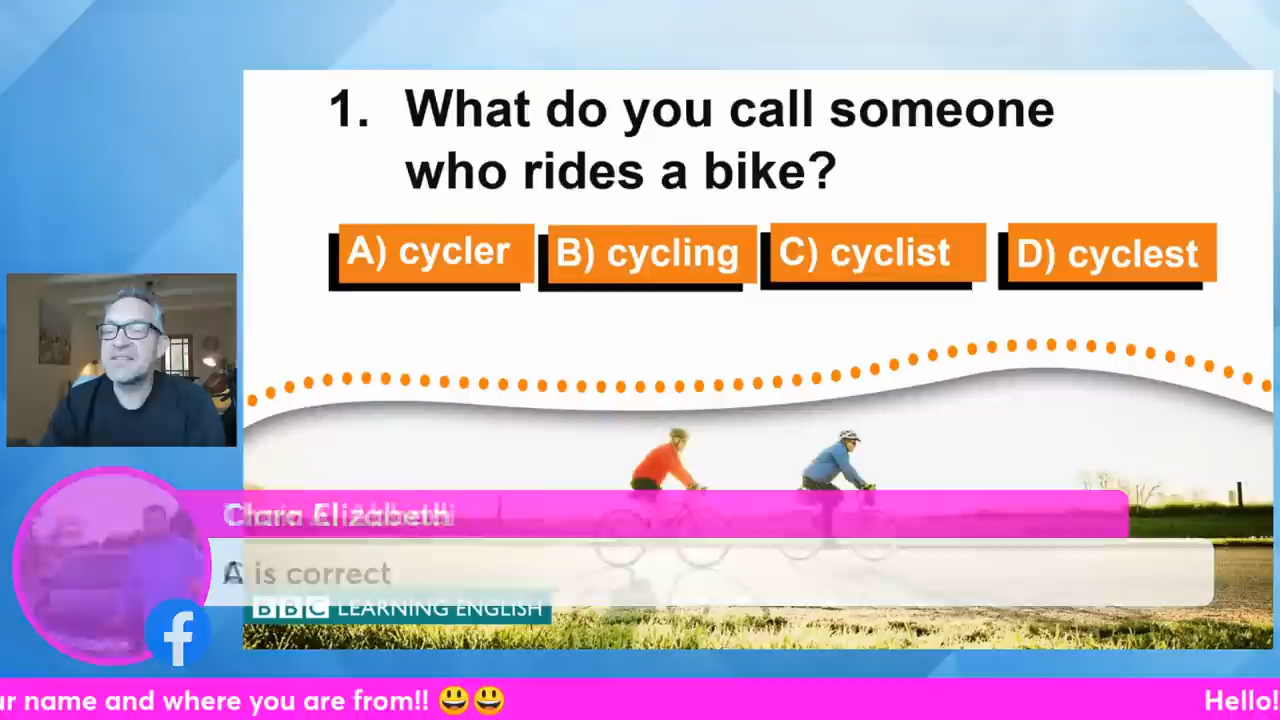 1. What do you call someone
who rides a bike?
A) cycler B) cycling C) cyclist D) cyclest
Clara Elizabeth
is correct
BBC LEARNING ENGLISH
ur name and where you are from!! 😃😃 Hello!